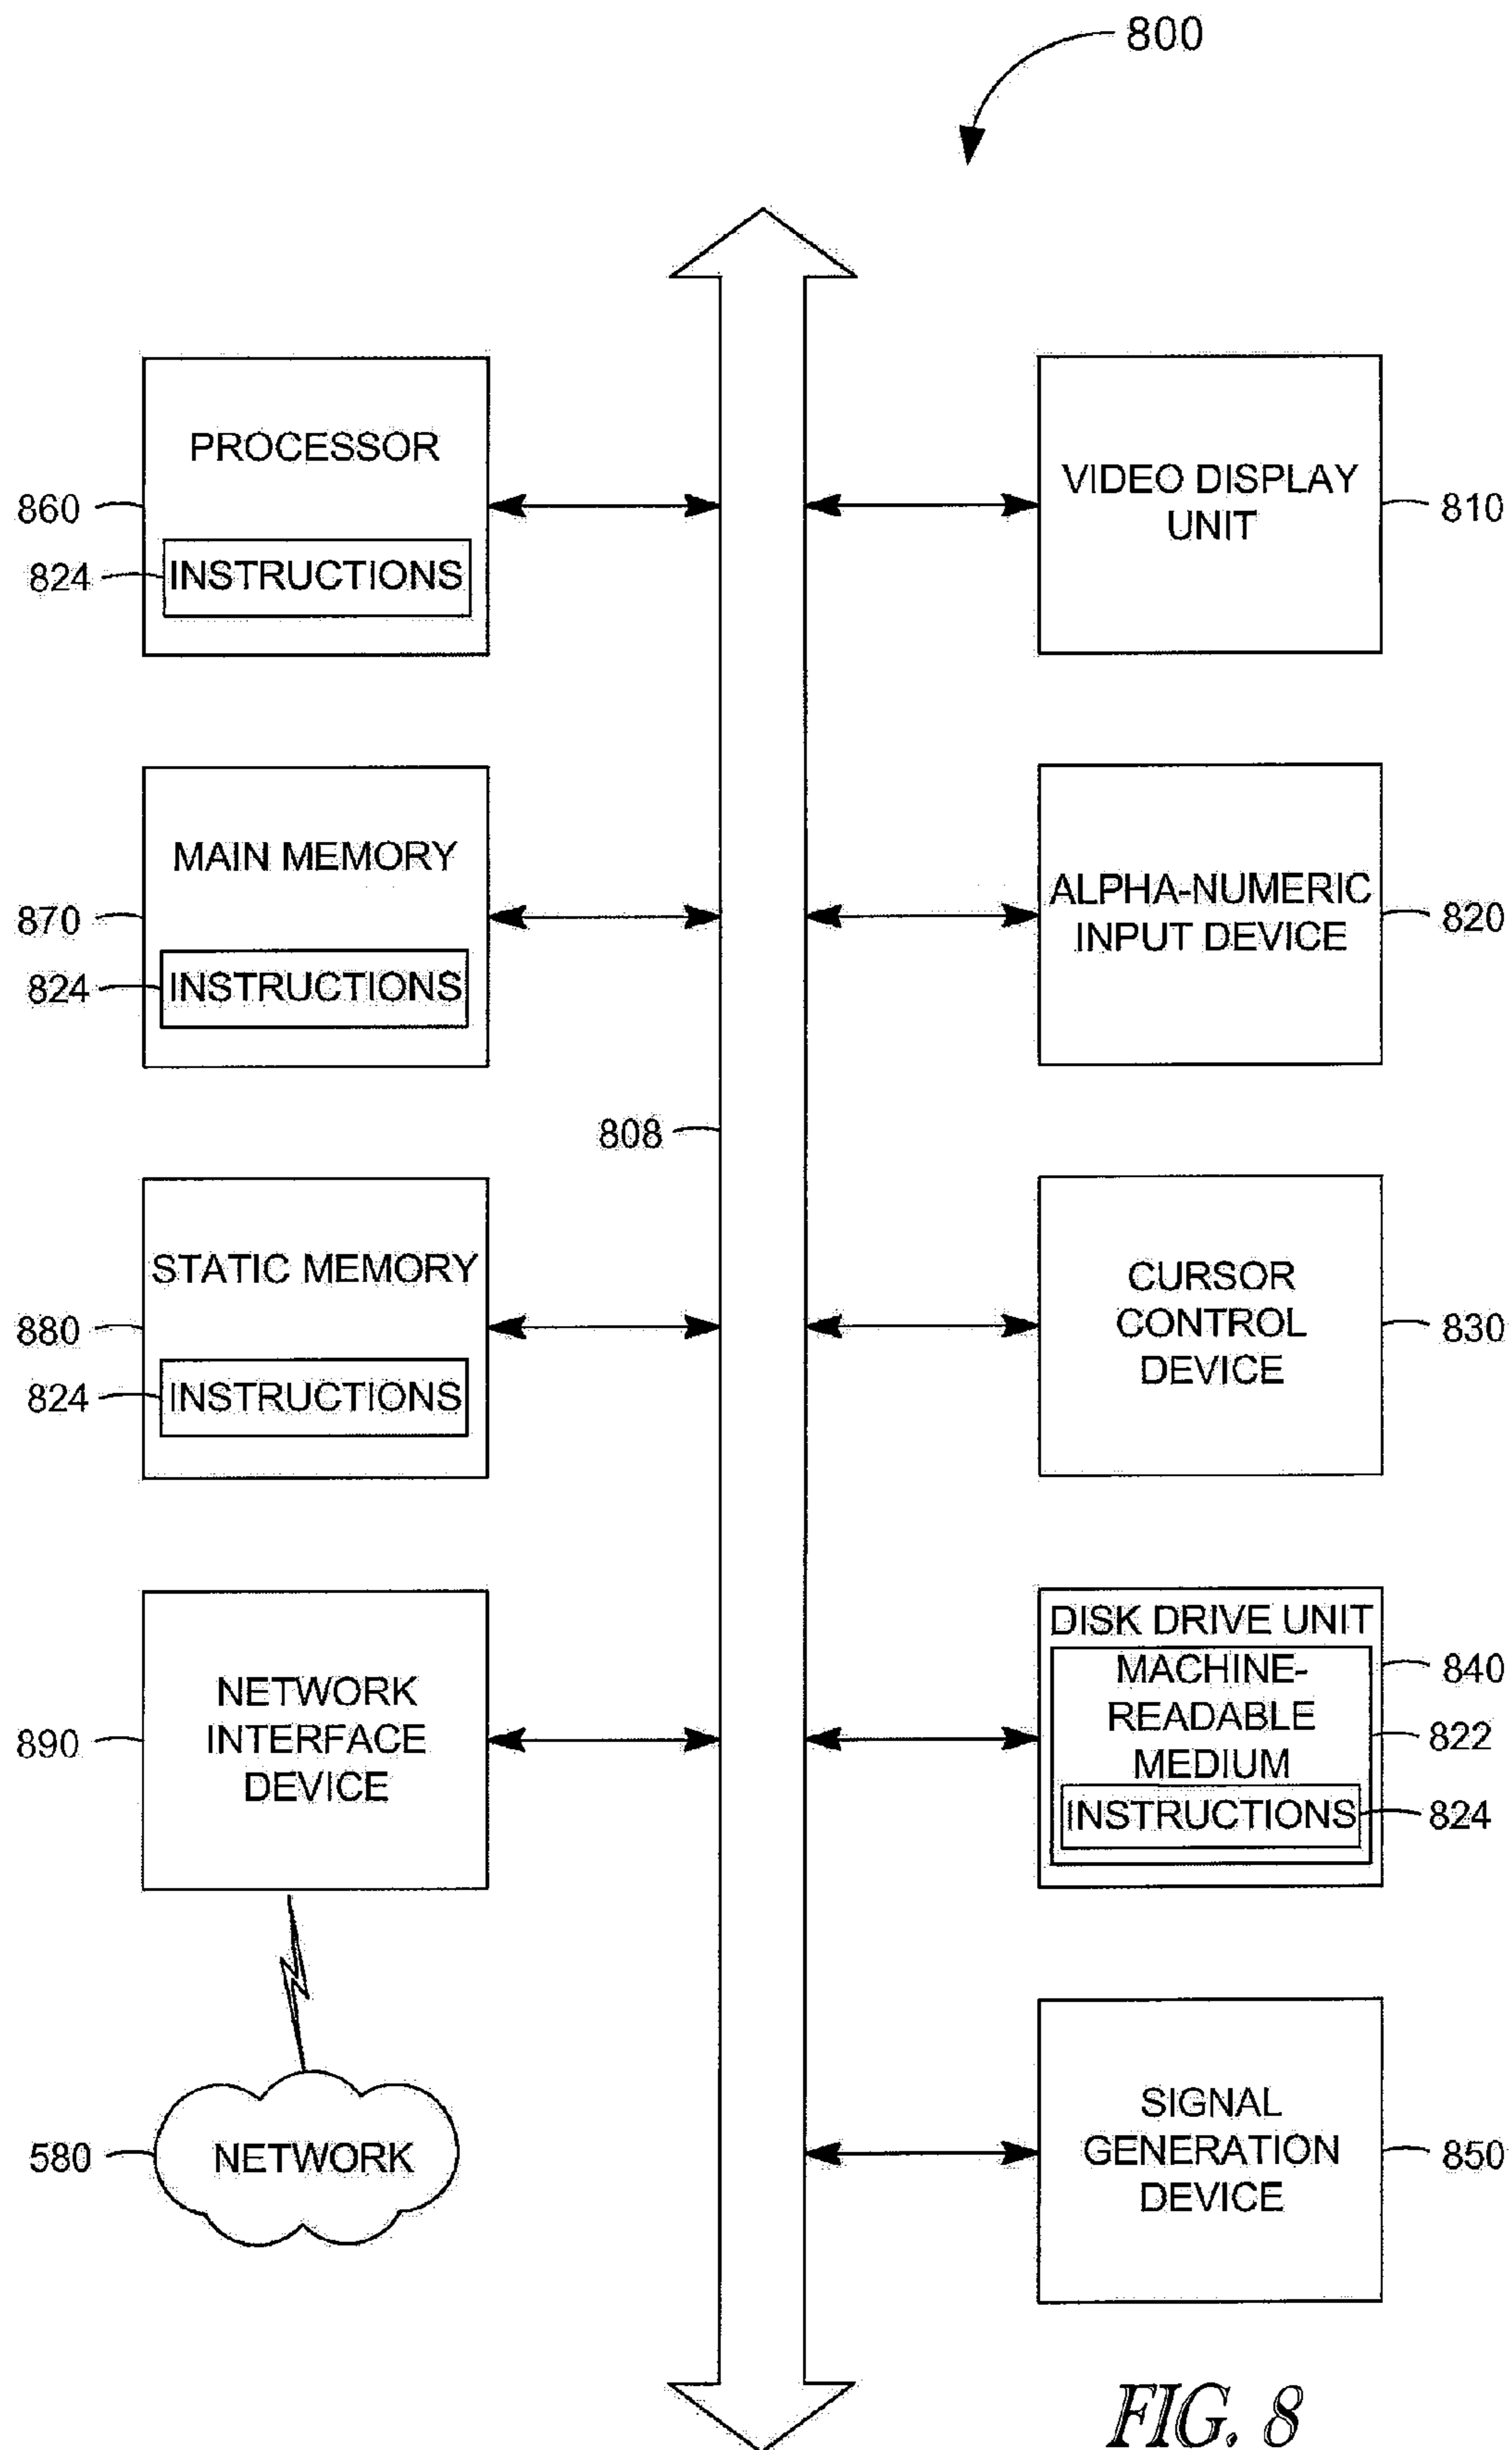 800
PROCESSOR
860
824
INSTRUCTIONS
VIDEO DISPLAY
UNIT
810
MAIN MEMORY
870
824
INSTRUCTIONS
ALPHA-NUMERIC
INPUT DEVICE
820
808
STATIC MEMORY
880
824
INSTRUCTIONS
CURSOR
CONTROL
DEVICE
830
NETWORK
INTERFACE
DEVICE
890
DISK DRIVE UNIT
840
MACHINE-
READABLE
MEDIUM
822
INSTRUCTIONS
824
580
NETWORK
SIGNAL
GENERATION
DEVICE
850
FIG. 8